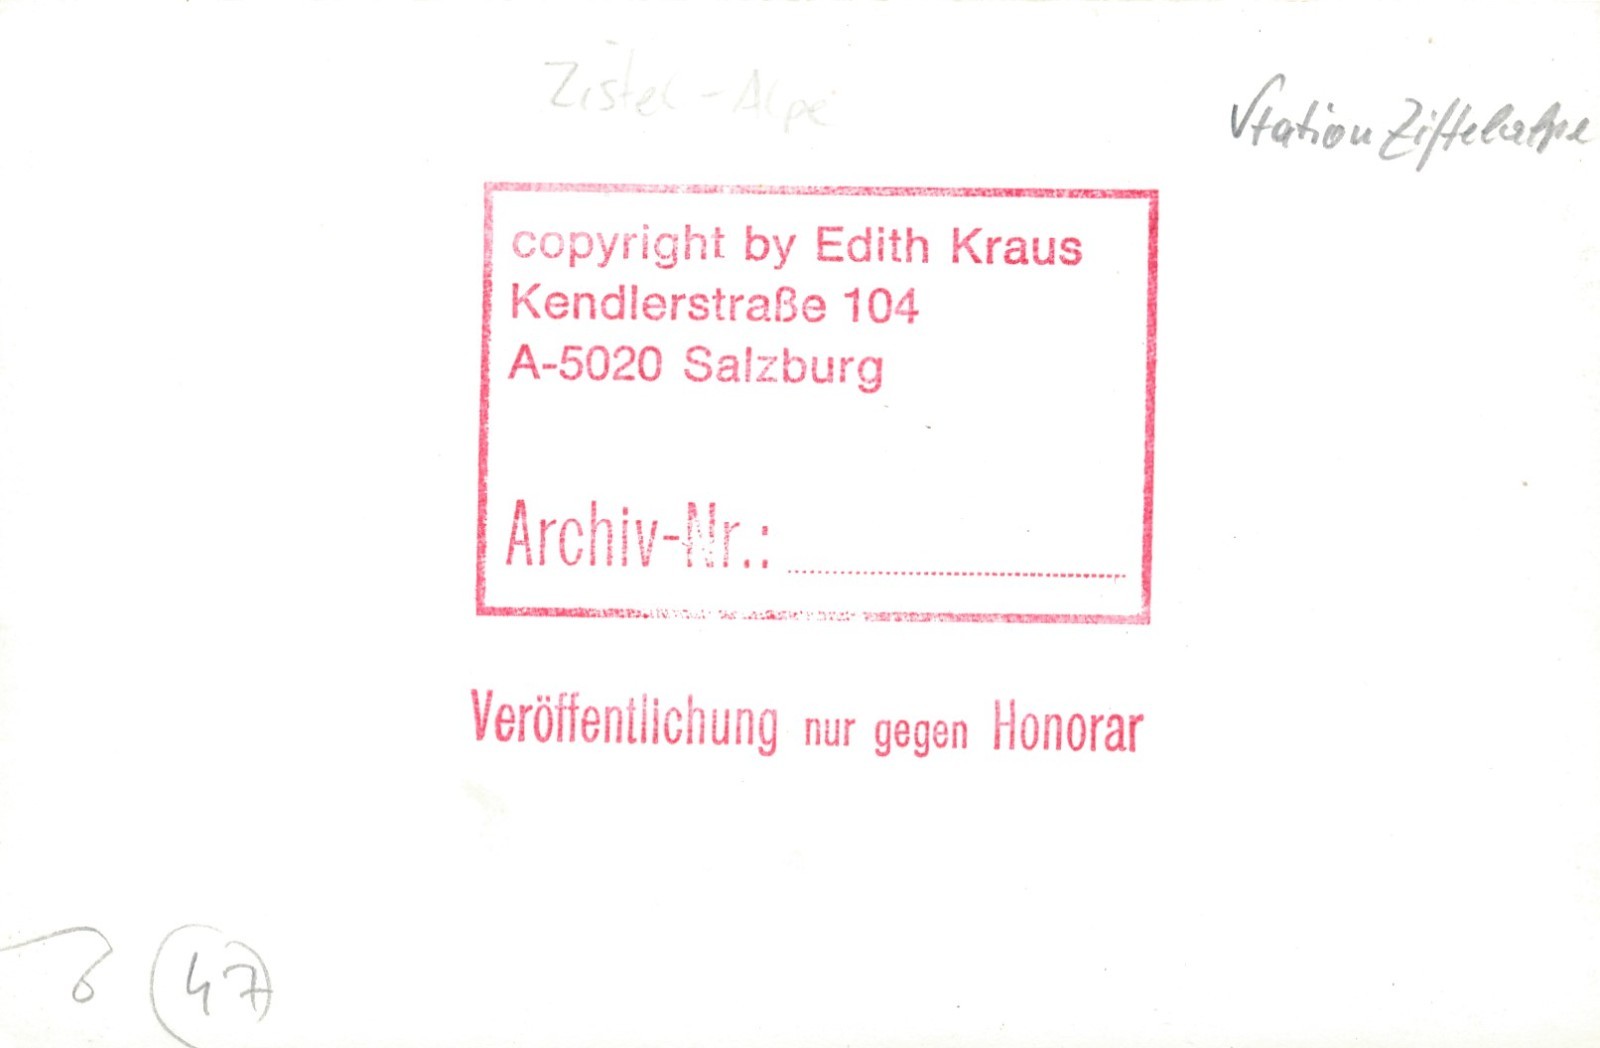 Zistel-Alpe
Station Zistelalpe
copyright by Edith Kraus
Kendlerstraße 104
A-5020 Salzburg
Archiv-Nr.:
Veröffentlichung nur gegen Honorar
47